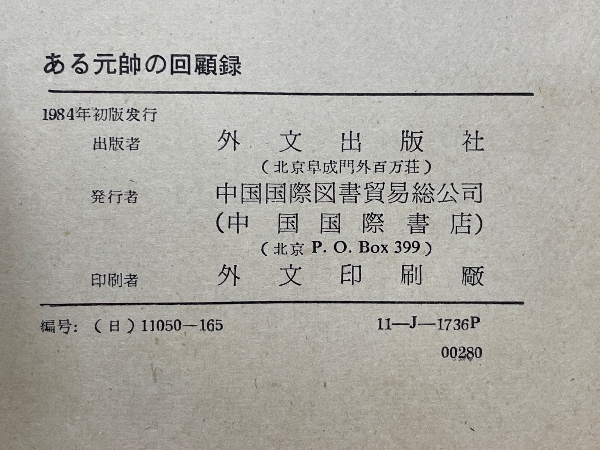 ある元帥の回顧録
1984年初版发行
出版者 外文出版社
(北京阜成門外百万荘)
発行者 中国国際図書貿易総公司
(中国国際書店)
(北京 P. O. Box 399)
印刷者 外文印刷廠
編号: (日) 11050—165 11—J—1736P
00280